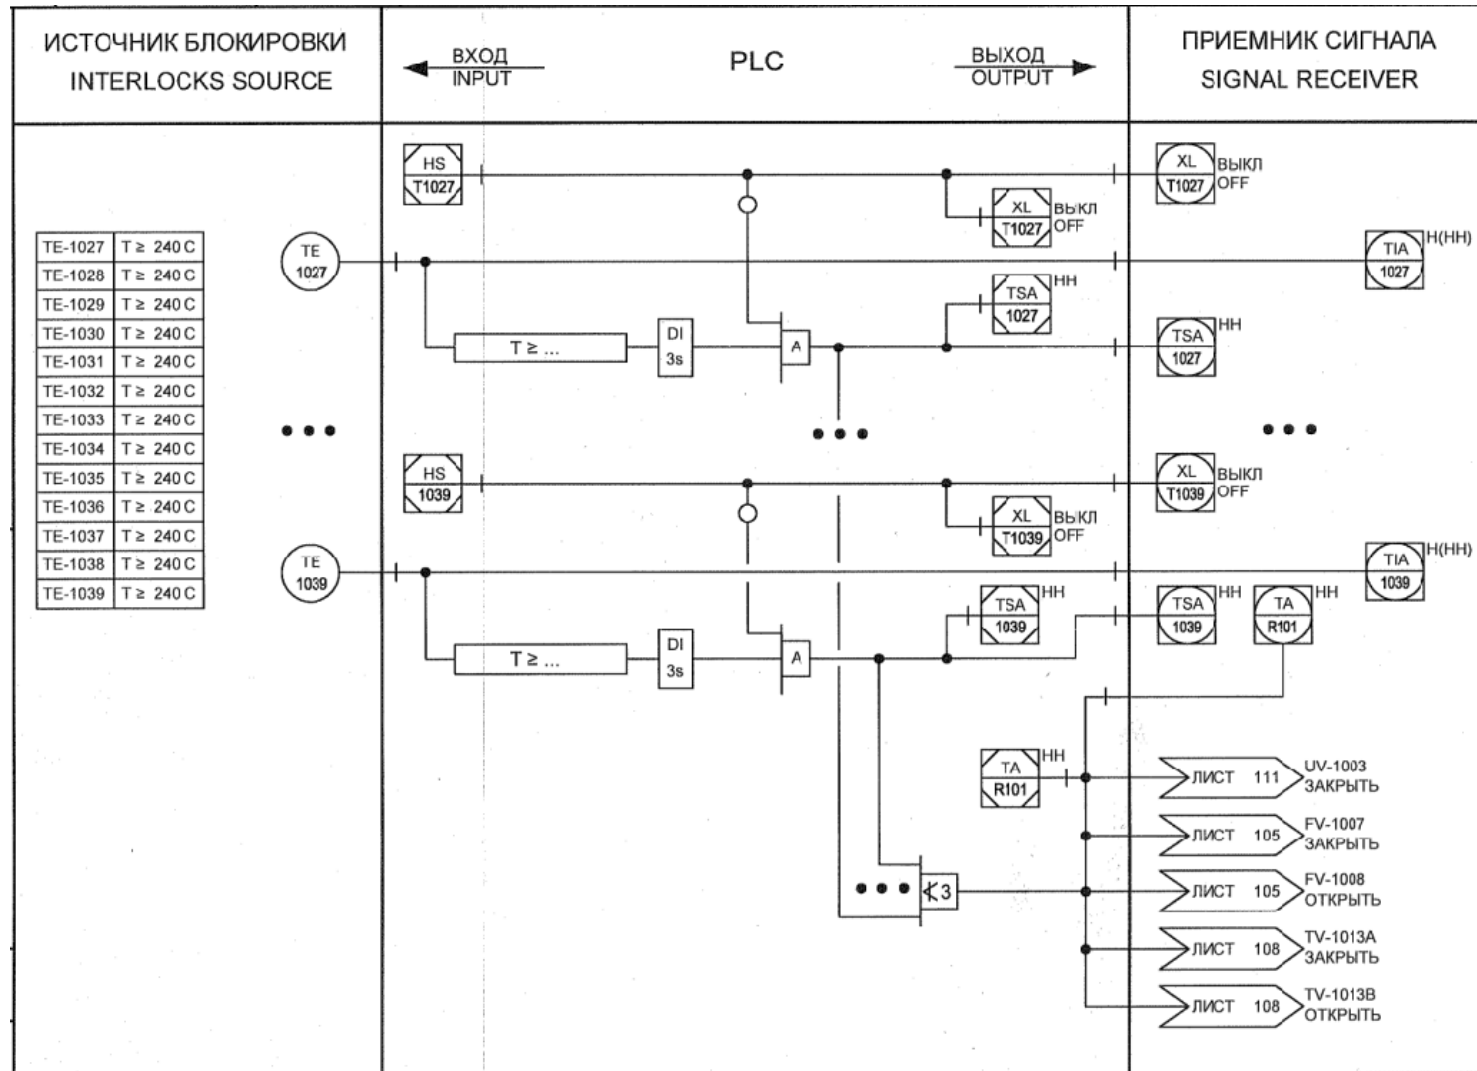 ИСТОЧНИК БЛОКИРОВКИ
INTERLOCKS SOURCE
ВХОД
INPUT
PLC
ВЫХОД
OUTPUT
ПРИЕМНИК СИГНАЛА
SIGNAL RECEIVER
HS
T1027
XL
T1027
ВЫКЛ
OFF
XL
T1027
ВЫКЛ
OFF
TE-1027 T ≥ 240 C
TE-1028 T ≥ 240 C
TE-1029 T ≥ 240 C
TE-1030 T ≥ 240 C
TE-1031 T ≥ 240 C
TE-1032 T ≥ 240 C
TE-1033 T ≥ 240 C
TE-1034 T ≥ 240 C
TE-1035 T ≥ 240 C
TE-1036 T ≥ 240 C
TE-1037 T ≥ 240 C
TE-1038 T ≥ 240 C
TE-1039 T ≥ 240 C
TE
1027
TIA
1027
H(HH)
TSA
1027
HH
T ≥ ...
DI
3s
A
TSA
1027
HH
HS
1039
XL
T1039
ВЫКЛ
OFF
XL
T1039
ВЫКЛ
OFF
TE
1039
TIA
1039
H(HH)
TSA
1039
HH
TSA
1039
HH
TA
R101
HH
T ≥ ...
DI
3s
A
TA
R101
HH
ЛИСТ 111
UV-1003
ЗАКРЫТЬ
ЛИСТ 105
FV-1007
ЗАКРЫТЬ
≮3
ЛИСТ 105
FV-1008
ОТКРЫТЬ
ЛИСТ 108
TV-1013A
ЗАКРЫТЬ
ЛИСТ 108
TV-1013B
ОТКРЫТЬ